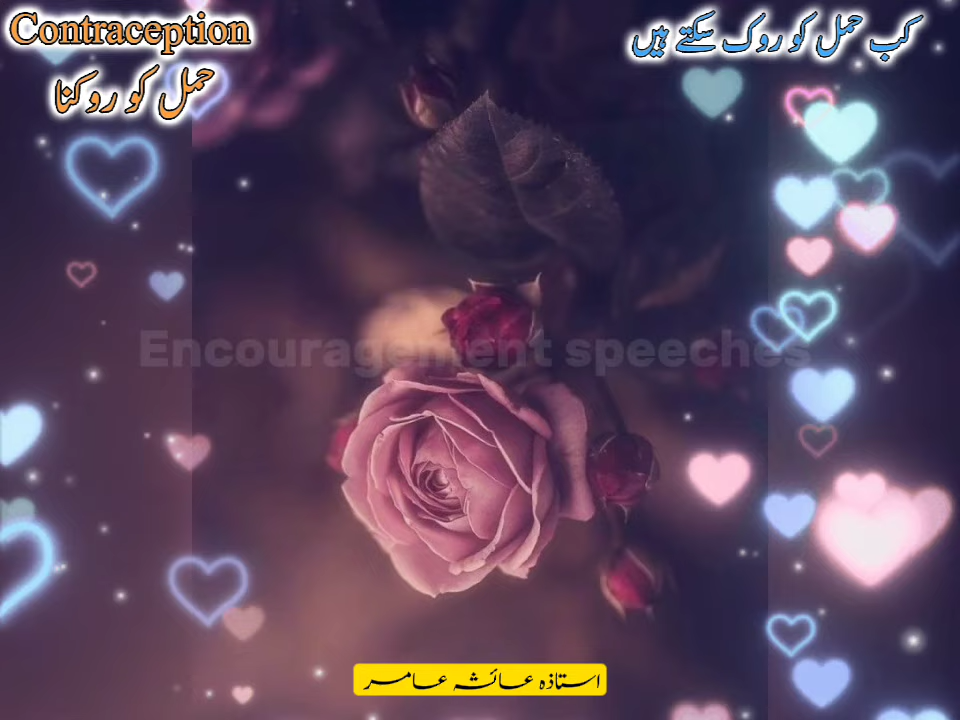 Contraception
حمل کو روکنا
کب حمل کو روک سکتے ہیں
Encouragement speeches
استاذہ عائشہ عامر